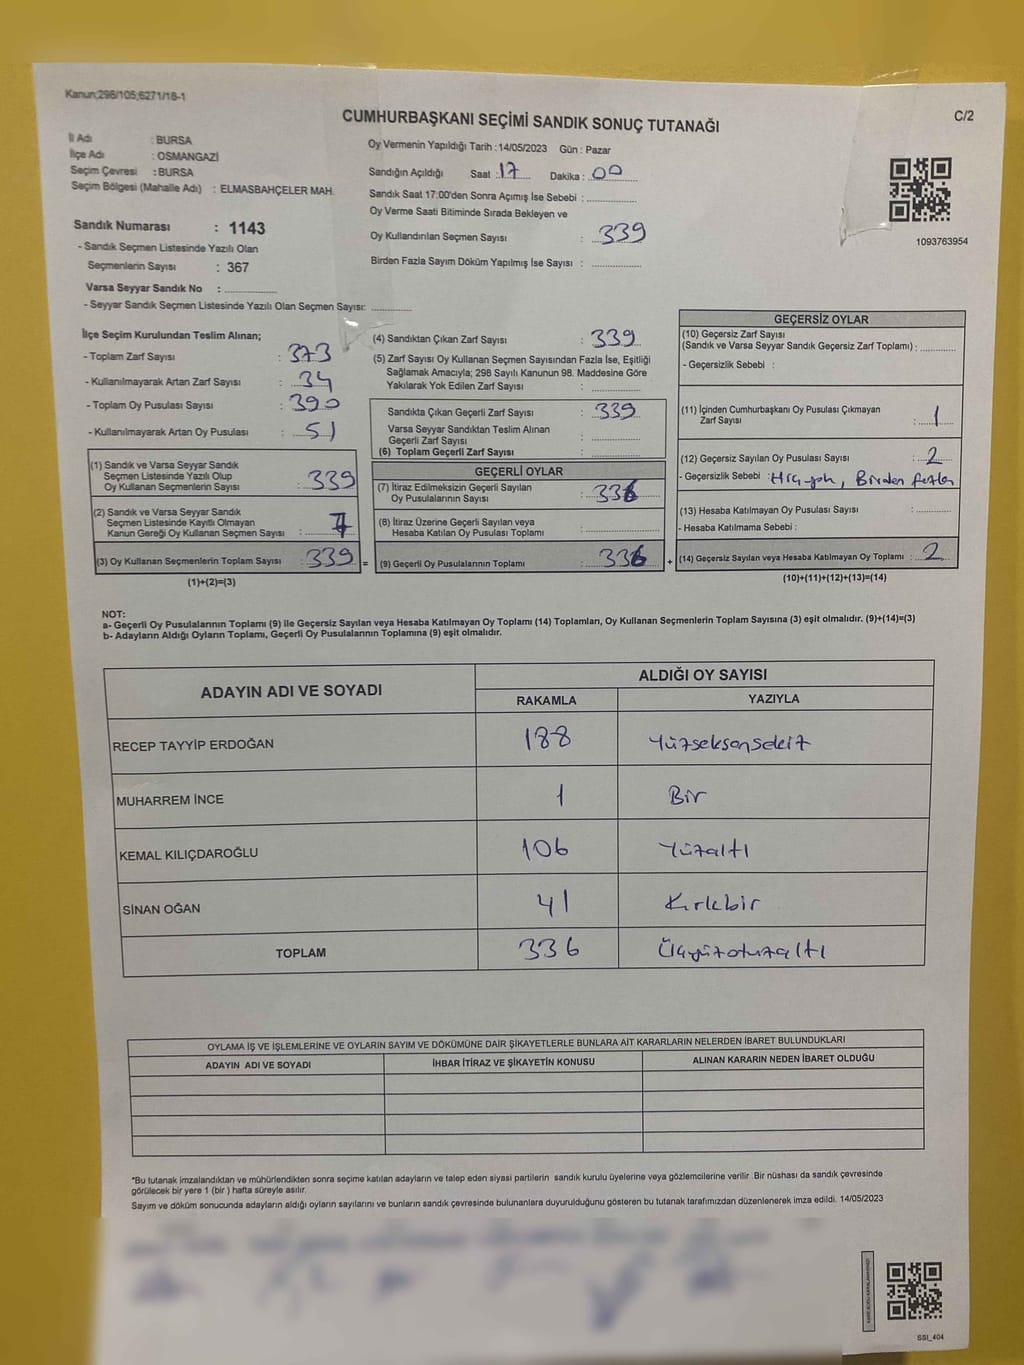 Kanun;298/105;6271/18-1
C/2
CUMHURBAŞKANI SEÇİMİ SANDIK SONUÇ TUTANAĞI
İl Adı : BURSA
İlçe Adı : OSMANGAZİ
Seçim Çevresi : BURSA
Seçim Bölgesi (Mahalle Adı) : ELMASBAHÇELER MAH.
Sandık Numarası : 1143
- Sandık Seçmen Listesinde Yazılı Olan
Seçmenlerin Sayısı : 367
Varsa Seyyar Sandık No : ..............
- Seyyar Sandık Seçmen Listesinde Yazılı Olan Seçmen Sayısı: ..............
Oy Vermenin Yapıldığı Tarih : 14/05/2023 Gün : Pazar
Sandığın Açıldığı Saat : 17 Dakika : 00
Sandık Saat 17:00'den Sonra Açımış İse Sebebi : ..............
Oy Verme Saati Bitiminde Sırada Bekleyen ve
Oy Kullandırılan Seçmen Sayısı : 339
Birden Fazla Sayım Döküm Yapılmış İse Sayısı : ..............
1093763954
İlçe Seçim Kurulundan Teslim Alınan;
- Toplam Zarf Sayısı : 373
- Kullanılmayarak Artan Zarf Sayısı : 34
- Toplam Oy Pusulası Sayısı : 390
- Kullanılmayarak Artan Oy Pusulası : 51
(1) Sandık ve Varsa Seyyar Sandık
Seçmen Listesinde Yazılı Olup
Oy Kullanan Seçmenlerin Sayısı : 339
(2) Sandık ve Varsa Seyyar Sandık
Seçmen Listesinde Kayıtlı Olmayan
Kanun Gereği Oy Kullanan Seçmen Sayısı :
(3) Oy Kullanan Seçmenlerin Toplam Sayısı : 339 =
(1)+(2)=(3)
(4) Sandıktan Çıkan Zarf Sayısı : 339
(5) Zarf Sayısı Oy Kullanan Seçmen Sayısından Fazla İse, Eşitliği
Sağlamak Amacıyla; 298 Sayılı Kanunun 98. Maddesine Göre
Yakılarak Yok Edilen Zarf Sayısı : ..............
Sandıkta Çıkan Geçerli Zarf Sayısı : 339
Varsa Seyyar Sandıktan Teslim Alınan
Geçerli Zarf Sayısı : ..............
(6) Toplam Geçerli Zarf Sayısı : ..............
GEÇERLİ OYLAR
(7) İtiraz Edilmeksizin Geçerli Sayılan
Oy Pusulalarının Sayısı : 336
(8) İtiraz Üzerine Geçerli Sayılan veya
Hesaba Katılan Oy Pusulası Toplamı : ..............
(9) Geçerli Oy Pusulalarının Toplamı : 336 +
GEÇERSİZ OYLAR
(10) Geçersiz Zarf Sayısı
(Sandık ve Varsa Seyyar Sandık Geçersiz Zarf Toplamı) : ..........
- Geçersizlik Sebebi :
(11) İçinden Cumhurbaşkanı Oy Pusulası Çıkmayan
Zarf Sayısı : 1
(12) Geçersiz Sayılan Oy Pusulası Sayısı : 2
- Geçersizlik Sebebi : Hiç yok, Birden fazla
(13) Hesaba Katılmayan Oy Pusulası Sayısı : ..........
- Hesaba Katılmama Sebebi :
(14) Geçersiz Sayılan veya Hesaba Katılmayan Oy Toplamı : 2
(10)+(11)+(12)+(13)=(14)
NOT:
a- Geçerli Oy Pusulalarının Toplamı (9) ile Geçersiz Sayılan veya Hesaba Katılmayan Oy Toplamı (14) Toplamları, Oy Kullanan Seçmenlerin Toplam Sayısına (3) eşit olmalıdır. (9)+(14)=(3)
b- Adayların Aldığı Oyların Toplamı, Geçerli Oy Pusulalarının Toplamına (9) eşit olmalıdır.
ADAYIN ADI VE SOYADI ALDIĞI OY SAYISI
RAKAMLA YAZIYLA
RECEP TAYYİP ERDOĞAN 188 Yüzseksensekiz
MUHARREM İNCE 1 Bir
KEMAL KILIÇDAROĞLU 106 Yüzaltı
SİNAN OĞAN 41 Kırkbir
TOPLAM 336 Üçyüzotuzaltı
OYLAMA İŞ VE İŞLEMLERİNE VE OYLARIN SAYIM VE DÖKÜMÜNE DAİR ŞİKAYETLERLE BUNLARA AİT KARARLARIN NELERDEN İBARET BULUNDUKLARI
ADAYIN ADI VE SOYADI İHBAR İTİRAZ VE ŞİKAYETİN KONUSU ALINAN KARARIN NEDEN İBARET OLDUĞU
*Bu tutanak imzalandıktan ve mühürlendikten sonra seçime katılan adayların ve talep eden siyasi partilerin sandık kurulu üyelerine veya gözlemcilerine verilir. Bir nüshası da sandık çevresinde
görülecek bir yere 1 (bir ) hafta süreyle asılır.
Sayım ve döküm sonucunda adayların aldığı oyların sayılarını ve bunların sandık çevresinde bulunanlara duyurulduğunu gösteren bu tutanak tarafımızdan düzenlenerek imza edildi. 14/05/2023
SSI_404